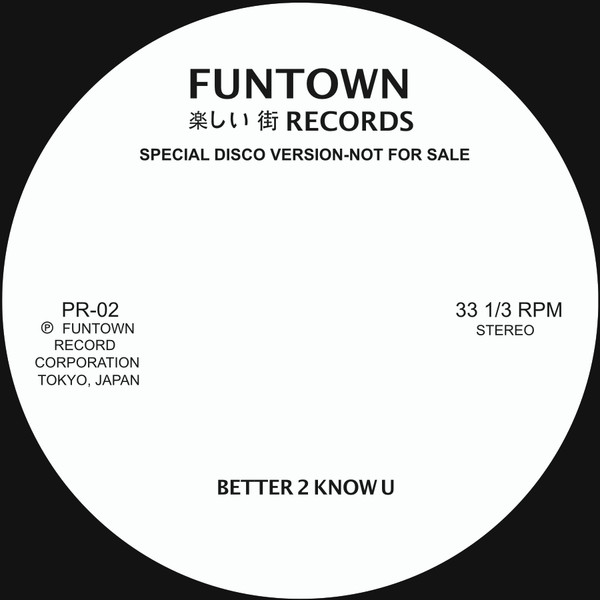 FUNTOWN
楽しい 街 RECORDS
SPECIAL DISCO VERSION-NOT FOR SALE
PR-02
℗ FUNTOWN
RECORD
CORPORATION
TOKYO, JAPAN
33 1/3 RPM
STEREO
BETTER 2 KNOW U